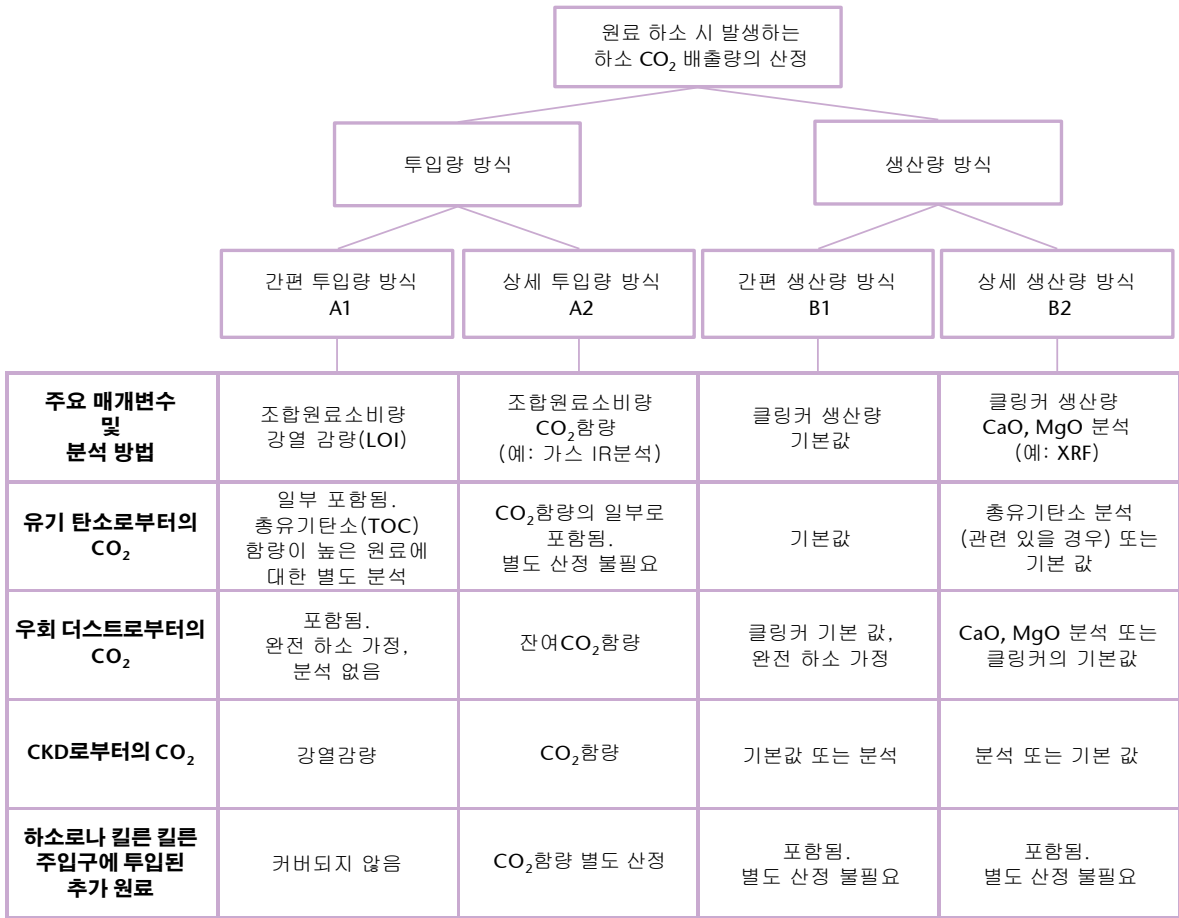 원료 하소 시 발생하는
하소 CO₂ 배출량의 산정
투입량 방식
생산량 방식
간편 투입량 방식
A1
상세 투입량 방식
A2
간편 생산량 방식
B1
상세 생산량 방식
B2
주요 매개변수
및
분석 방법
조합원료소비량
강열 감량(LOI)
조합원료소비량
CO₂함량
(예: 가스 IR분석)
클링커 생산량
기본값
클링커 생산량
CaO, MgO 분석
(예: XRF)
유기 탄소로부터의
CO₂
일부 포함됨.
총유기탄소(TOC)
함량이 높은 원료에
대한 별도 분석
CO₂함량의 일부로
포함됨.
별도 산정 불필요
기본값
총유기탄소 분석
(관련 있을 경우) 또는
기본 값
우회 더스트로부터의
CO₂
포함됨.
완전 하소 가정,
분석 없음
잔여CO₂함량
클링커 기본 값,
완전 하소 가정
CaO, MgO 분석 또는
클링커의 기본값
CKD로부터의 CO₂
강열감량
CO₂함량
기본값 또는 분석
분석 또는 기본 값
하소로나 킬른 킬른
주입구에 투입된
추가 원료
커버되지 않음
CO₂함량 별도 산정
포함됨.
별도 산정 불필요
포함됨.
별도 산정 불필요